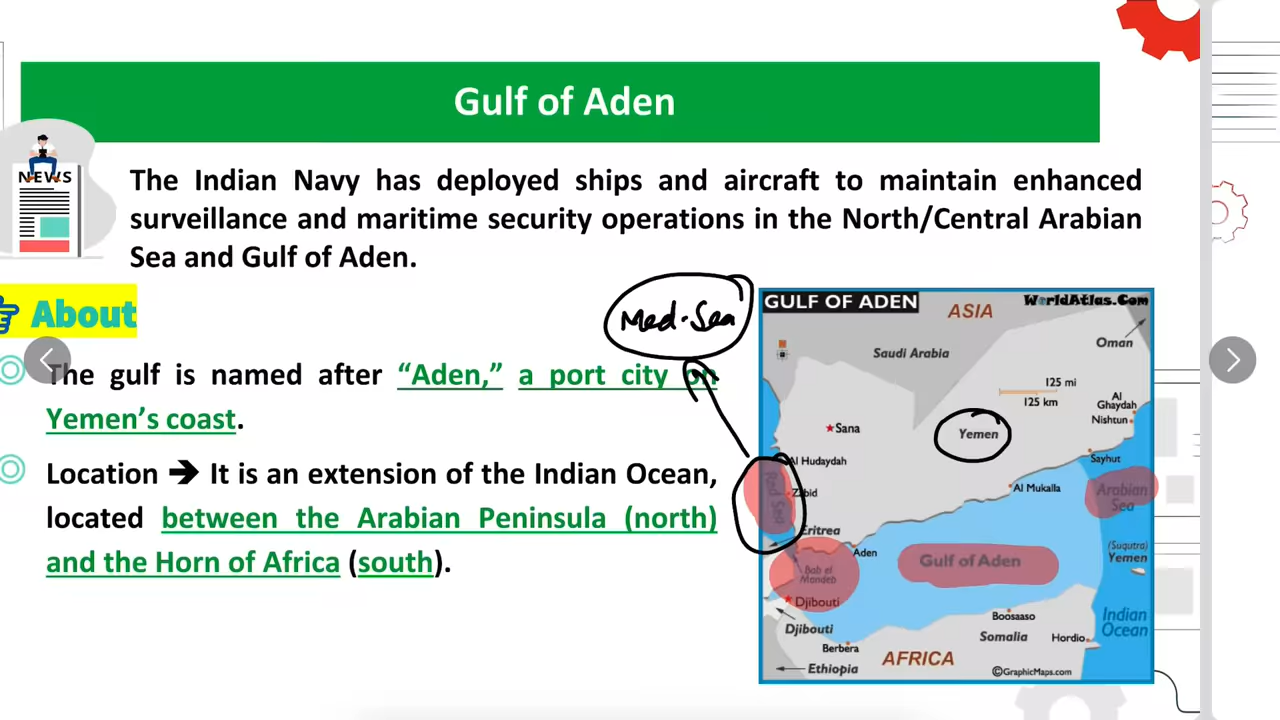 Gulf of Aden
NEWS
The Indian Navy has deployed ships and aircraft to maintain enhanced
surveillance and maritime security operations in the North/Central Arabian
Sea and Gulf of Aden.
About
The gulf is named after “Aden,” a port city on
Yemen’s coast.
Location ➔ It is an extension of the Indian Ocean,
located between the Arabian Peninsula (north)
and the Horn of Africa (south).
Med. Sea
GULF OF ADEN
WorldAtlas.Com
ASIA
Oman
Saudi Arabia
125 mi
125 km
Al
Ghaydah
Nishtun
Sana
Yemen
Sayhut
Al Hudaydah
Al Mukalla
Arabian
Sea
Red Sea
Zabid
Eritrea
Aden
(Suqutra)
Yemen
Gulf of Aden
Bab el
Mandeb
Djibouti
Djibouti
Boosaaso
Indian
Ocean
Somalia
Hordio
Berbera
AFRICA
Ethiopia
©GraphicMaps.com